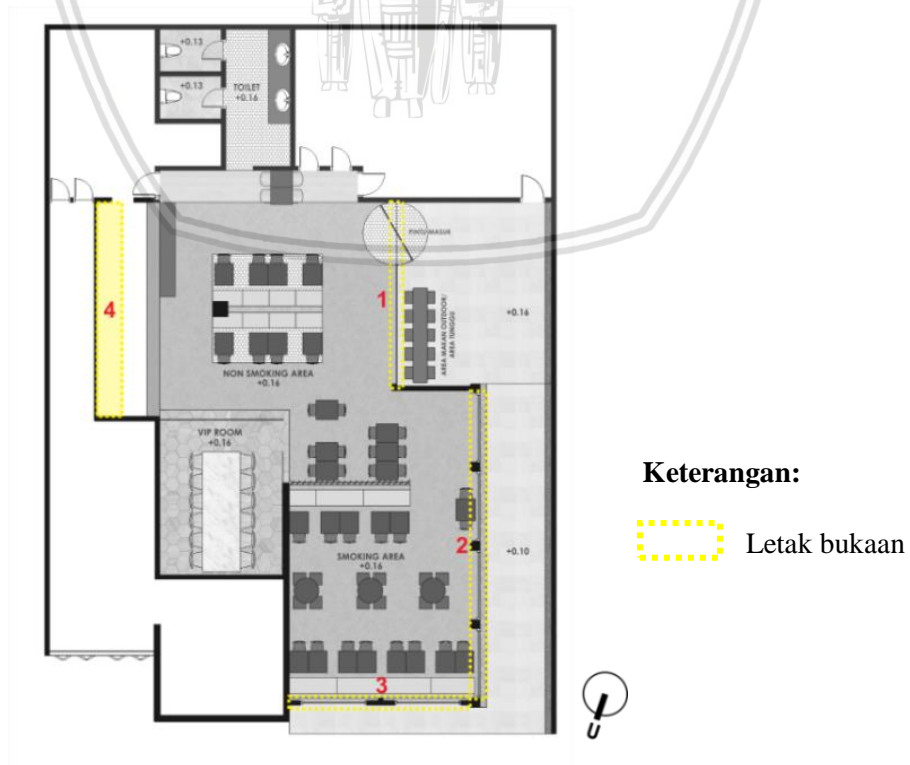 +0.13
+0.13
TOILET
+0.16
PINTU MASUK
1
4
+0.16
AREA MAKAN OUTDOOR/
AREA TUNGGU
NON SMOKING AREA
+0.16
VIP ROOM
+0.16
Keterangan:
Letak bukaan
2
+0.10
SMOKING AREA
+0.16
3
U